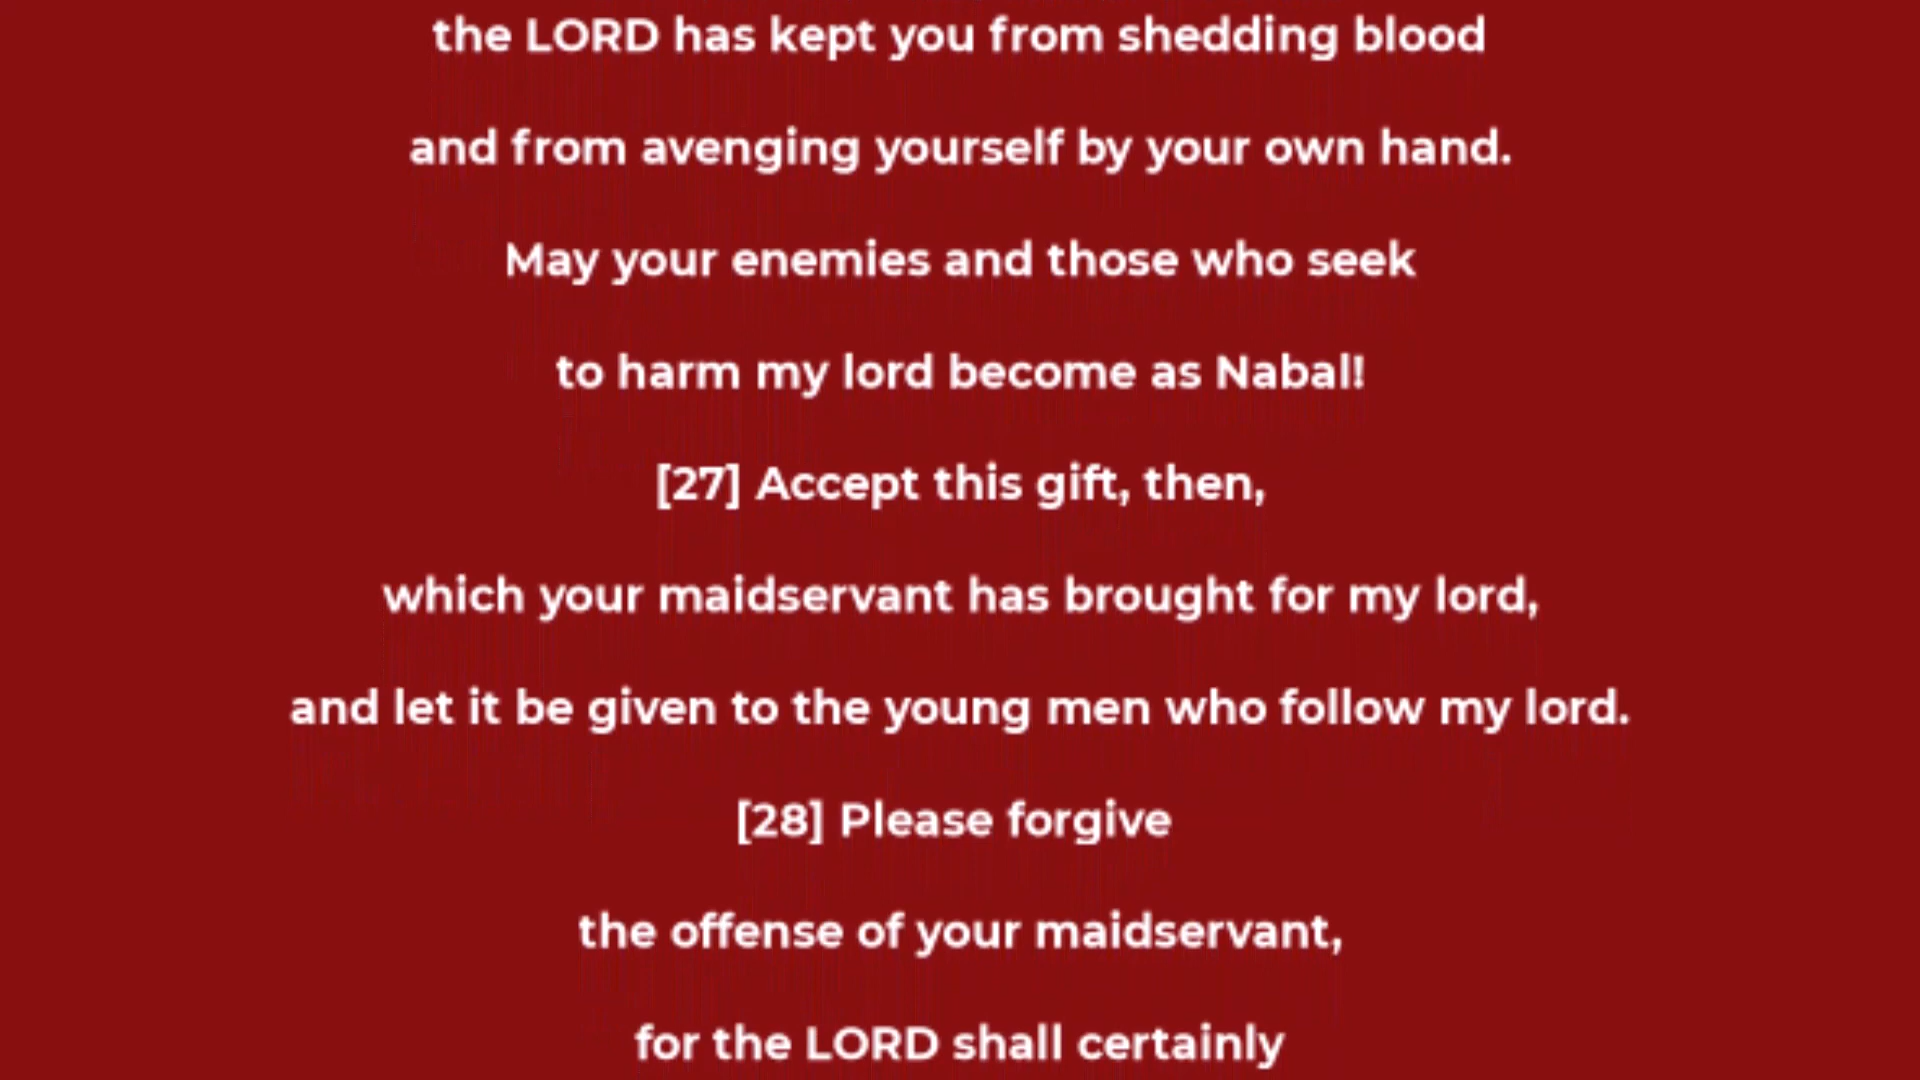 the LORD has kept you from shedding blood
and from avenging yourself by your own hand.
May your enemies and those who seek
to harm my lord become as Nabal!
[27] Accept this gift, then,
which your maidservant has brought for my lord,
and let it be given to the young men who follow my lord.
[28] Please forgive
the offense of your maidservant,
for the LORD shall certainly